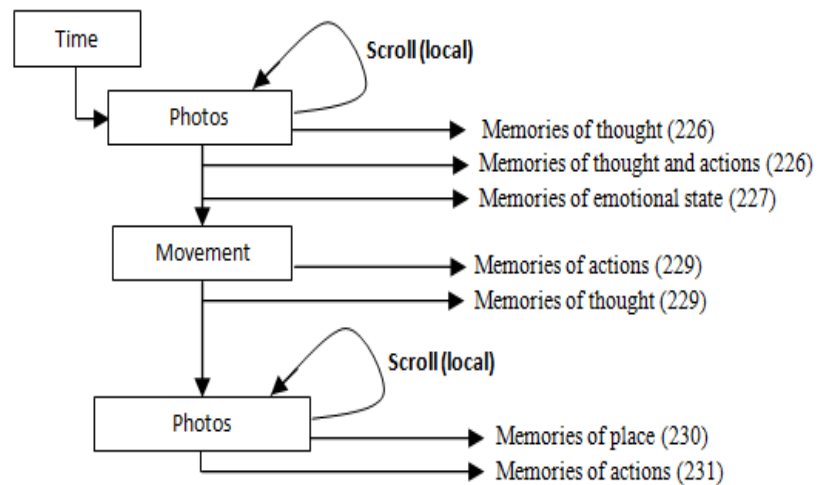 Time
Scroll (local)
Photos
Memories of thought (226)
Memories of thought and actions (226)
Memories of emotional state (227)
Movement
Memories of actions (229)
Memories of thought (229)
Scroll (local)
Photos
Memories of place (230)
Memories of actions (231)